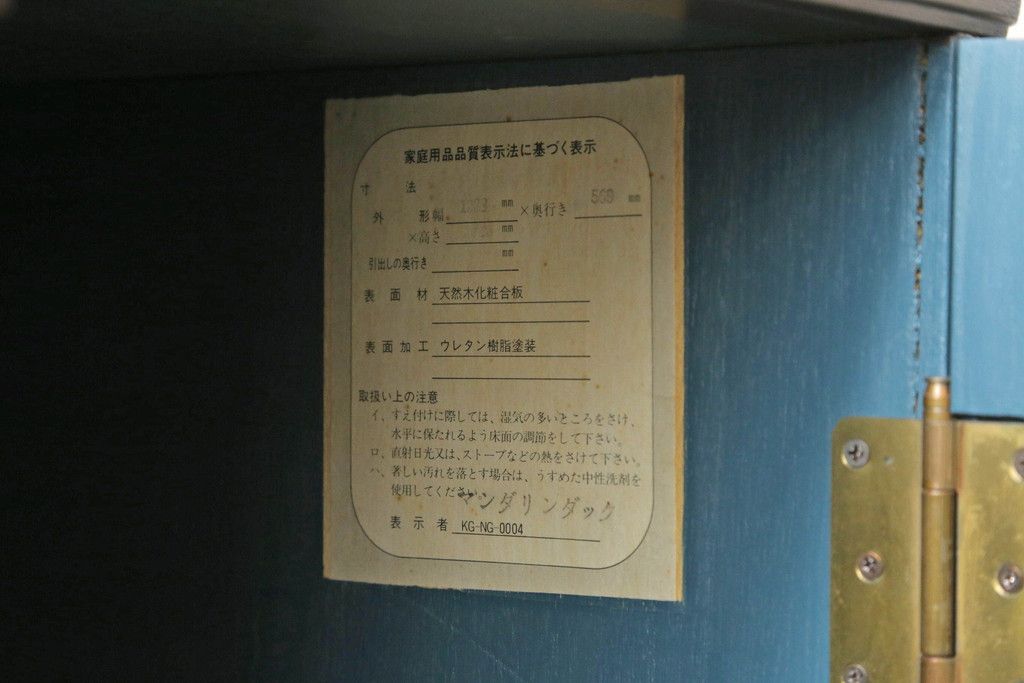 家庭用品品質表示法に基づく表示
寸法
外形幅 mm ×奥行き mm
×高さ mm
引出しの奥行き mm
表面材 天然木化粧合板
表面加工 ウレタン樹脂塗装
取扱い上の注意
イ、すえ付けに際しては、湿気の多いところをさけ、
水平に保たれるよう床面の調節をして下さい。
ロ、直射日光又は、ストーブなどの熱をさけて下さい。
ハ、著しい汚れを落とす場合は、うすめた中性洗剤を
使用してください。
マンダリンダック
表示者 KG-NG-0004